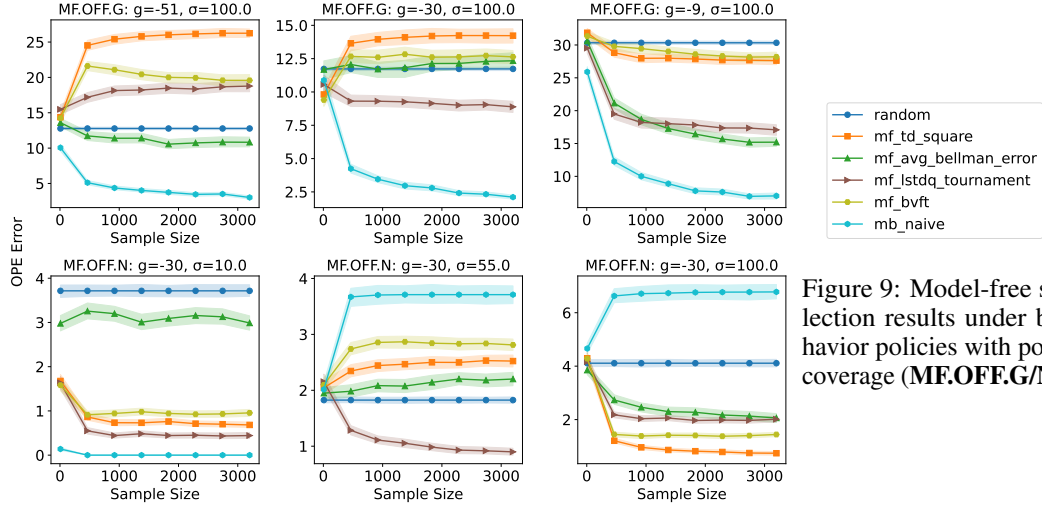 MF.OFF.G: g=-51, σ=100.0
MF.OFF.G: g=-30, σ=100.0
MF.OFF.G: g=-9, σ=100.0
25
20
15
10
5
0
1000
2000
3000
Sample Size
15.0
12.5
10.0
7.5
5.0
2.5
0
1000
2000
3000
Sample Size
30
25
20
15
10
0
1000
2000
3000
Sample Size
random
mf_td_square
mf_avg_bellman_error
mf_lstdq_tournament
mf_bvft
mb_naive
OPE Error
MF.OFF.N: g=-30, σ=10.0
MF.OFF.N: g=-30, σ=55.0
MF.OFF.N: g=-30, σ=100.0
4
3
2
1
0
0
1000
2000
3000
Sample Size
4
3
2
1
0
1000
2000
3000
Sample Size
6
4
2
0
1000
2000
3000
Sample Size
Figure 9: Model-free s
lection results under b
havior policies with po
coverage (MF.OFF.G/N